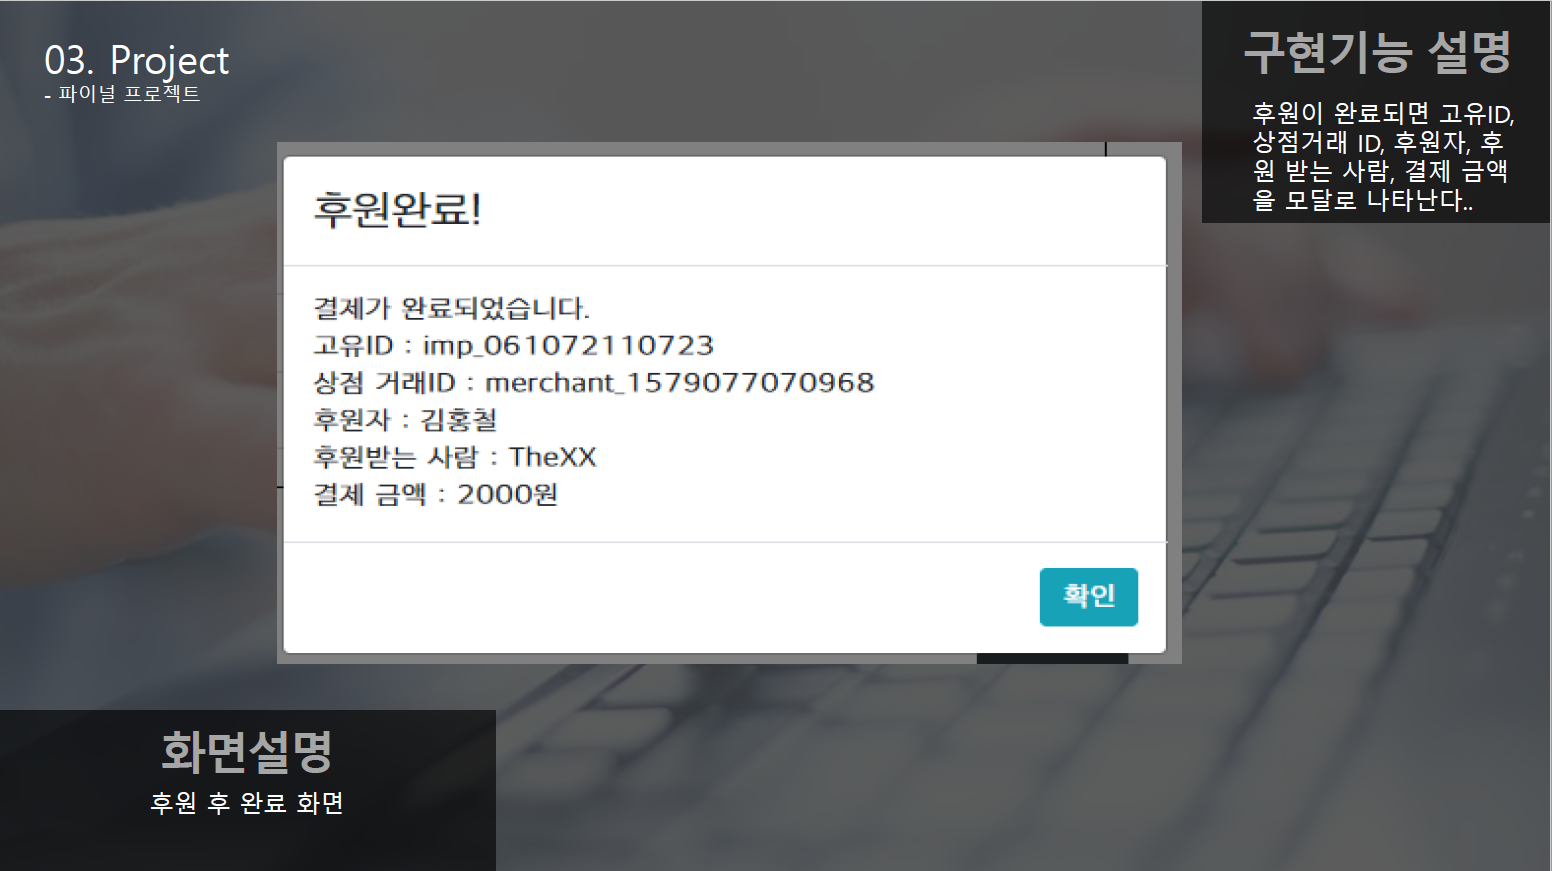 03. Project
- 파이널 프로젝트
구현기능 설명
후원이 완료되면 고유ID,
상점거래 ID, 후원자, 후
원 받는 사람, 결제 금액
을 모달로 나타난다..
후원완료!
결제가 완료되었습니다.
고유ID : imp_061072110723
상점 거래ID : merchant_1579077070968
후원자 : 김홍철
후원받는 사람 : TheXX
결제 금액 : 2000원
확인
화면설명
후원 후 완료 화면